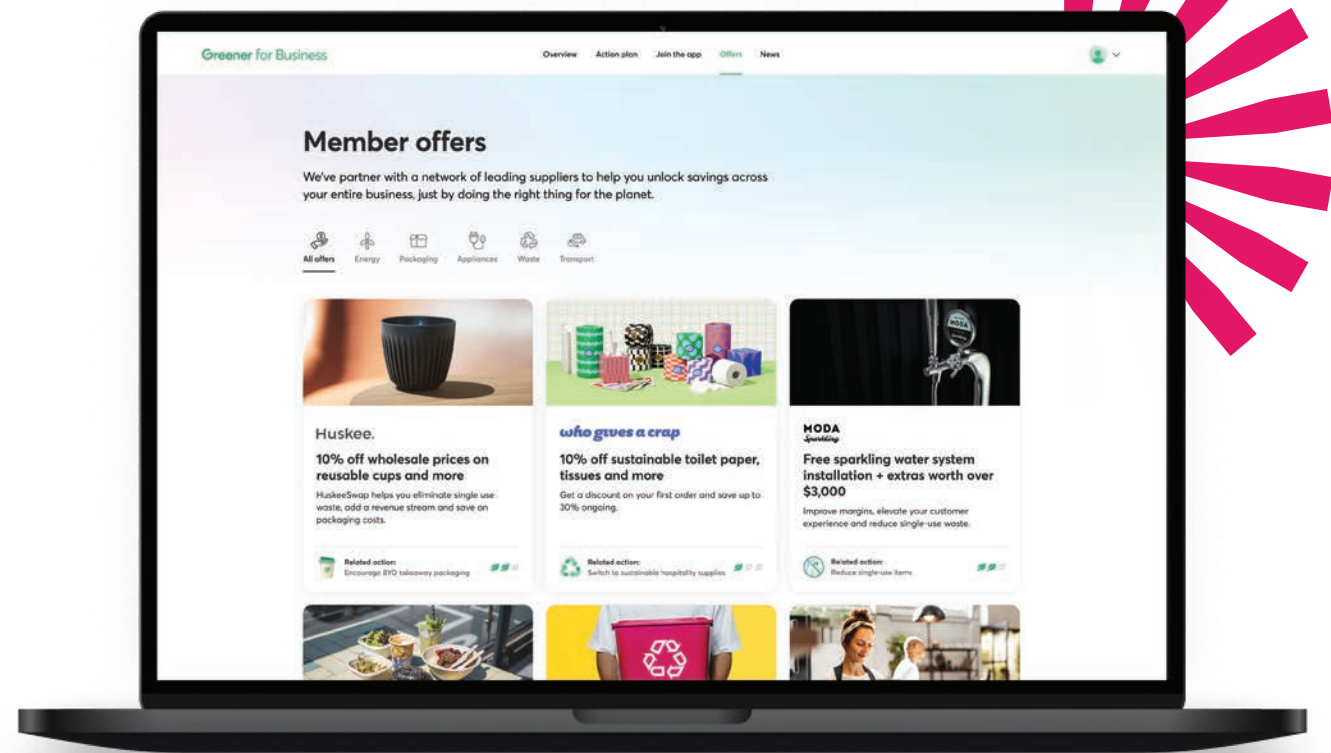 Greener for Business
Overview Action plan Join the app Offers News
Member offers
We've partner with a network of leading suppliers to help you unlock savings across
your entire business, just by doing the right thing for the planet.
All offers Energy Packaging Appliances Waste Transport
MODA
Huskee.
10% off wholesale prices on
reusable cups and more
HuskeeSwap helps you eliminate single use
waste, add a revenue stream and save on
packaging costs.
Related action:
Encourage BYO takeaway packaging
who gives a crap
10% off sustainable toilet paper,
tissues and more
Get a discount on your first order and save up to
30% ongoing.
Related action:
Switch to sustainable hospitality supplies
MODA
Sparkling
Free sparkling water system
installation + extras worth over
$3,000
Improve margins, elevate your customer
experience and reduce single-use waste.
Related action:
Reduce single-use items